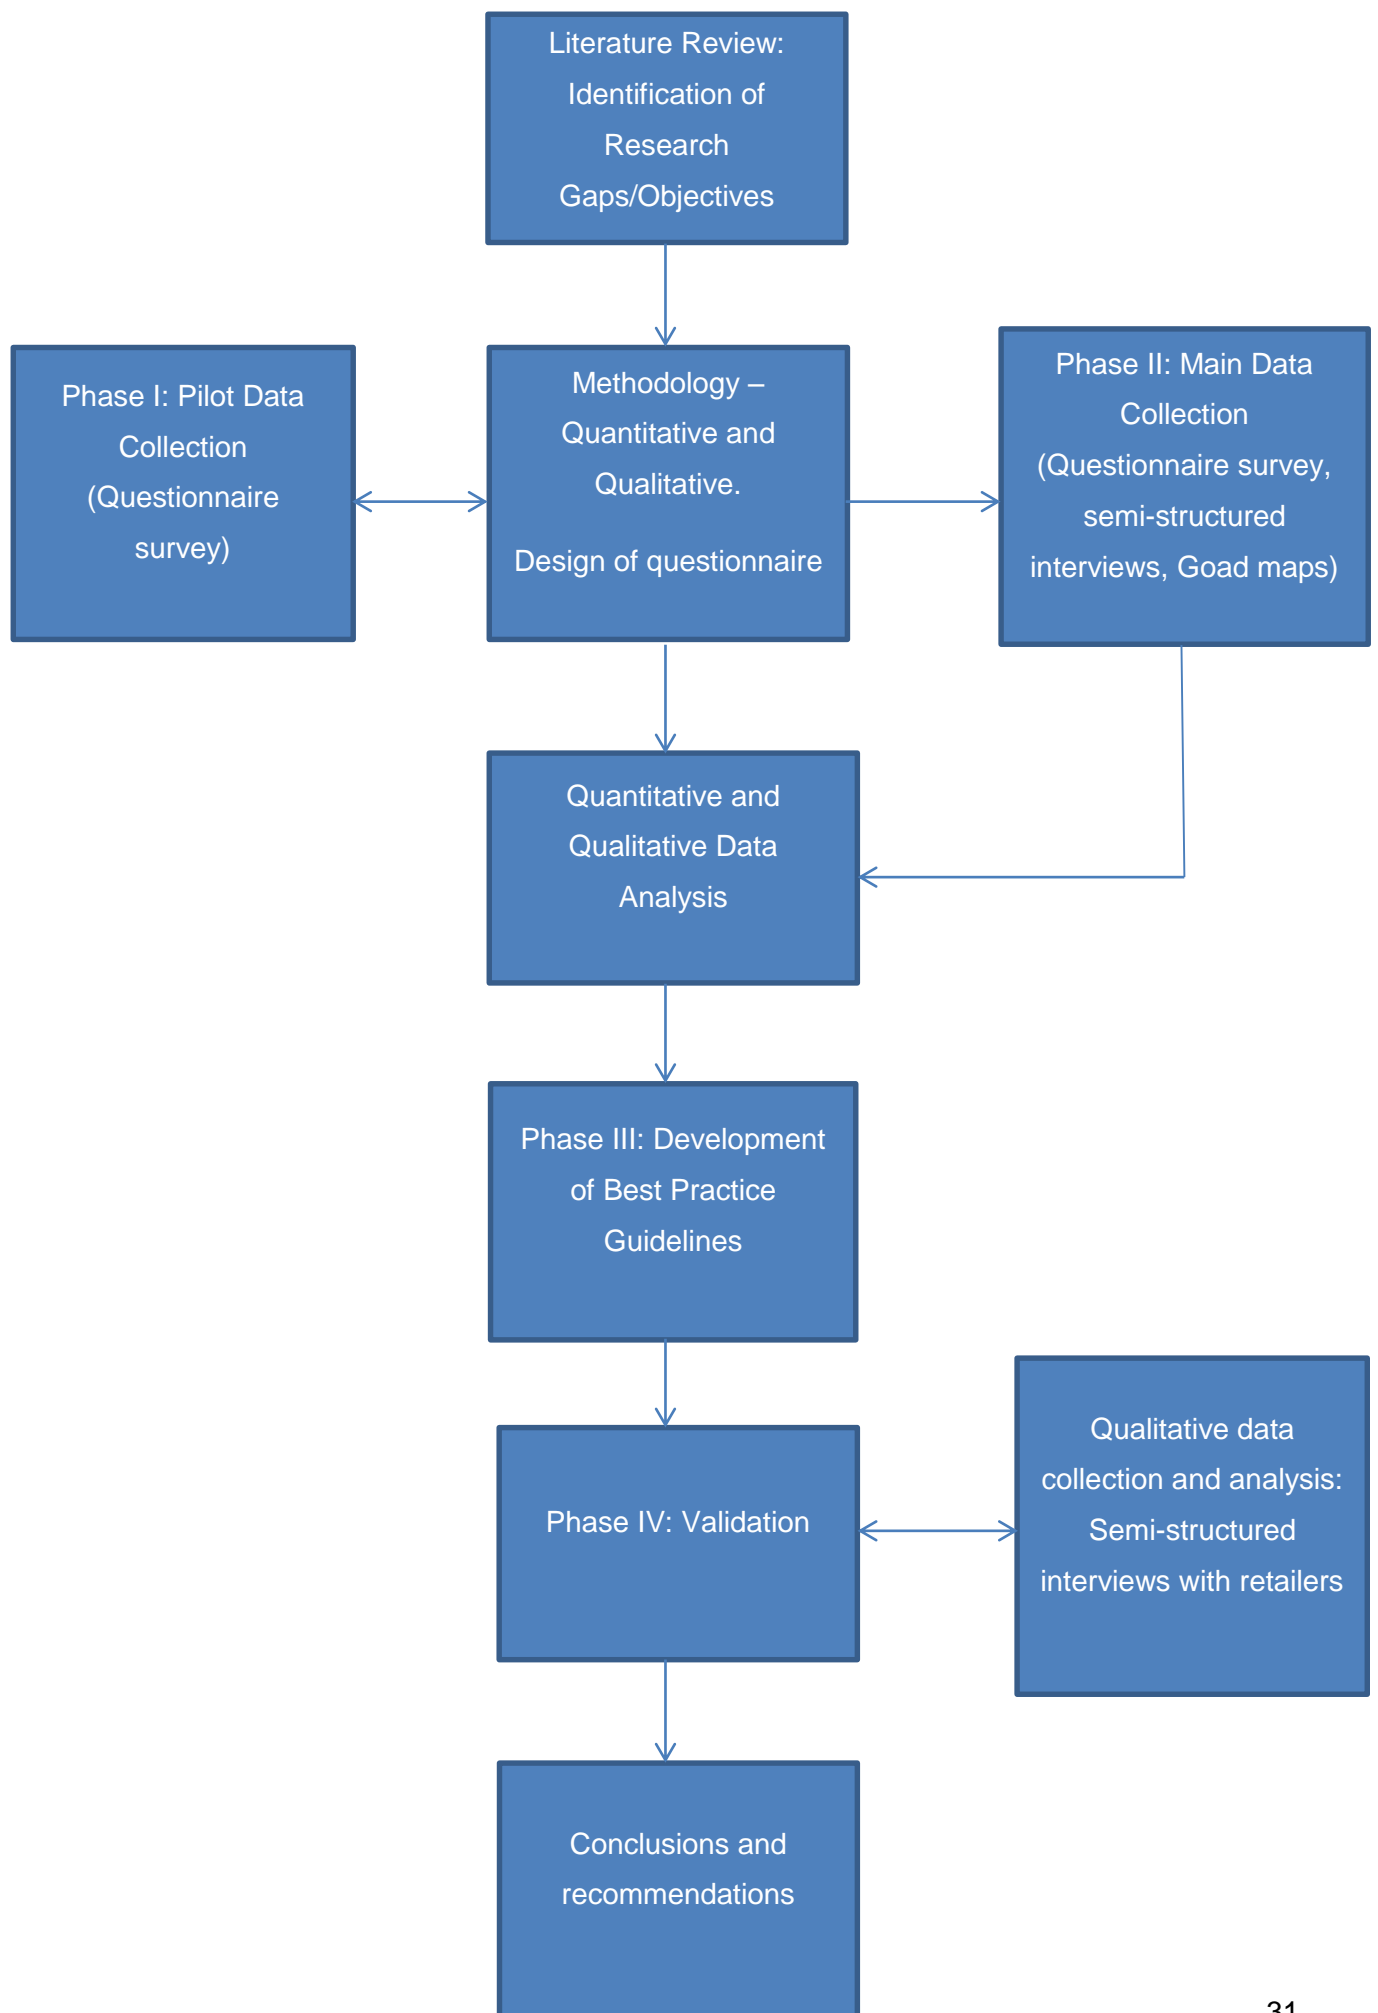 Literature Review:
Identification of
Research
Gaps/Objectives
Phase I: Pilot Data
Collection
(Questionnaire
survey)
Methodology –
Quantitative and
Qualitative.
Design of questionnaire
Phase II: Main Data
Collection
(Questionnaire survey,
semi-structured
interviews, Goad maps)
Quantitative and
Qualitative Data
Analysis
Phase III: Development
of Best Practice
Guidelines
Phase IV: Validation
Qualitative data
collection and analysis:
Semi-structured
interviews with retailers
Conclusions and
recommendations
31